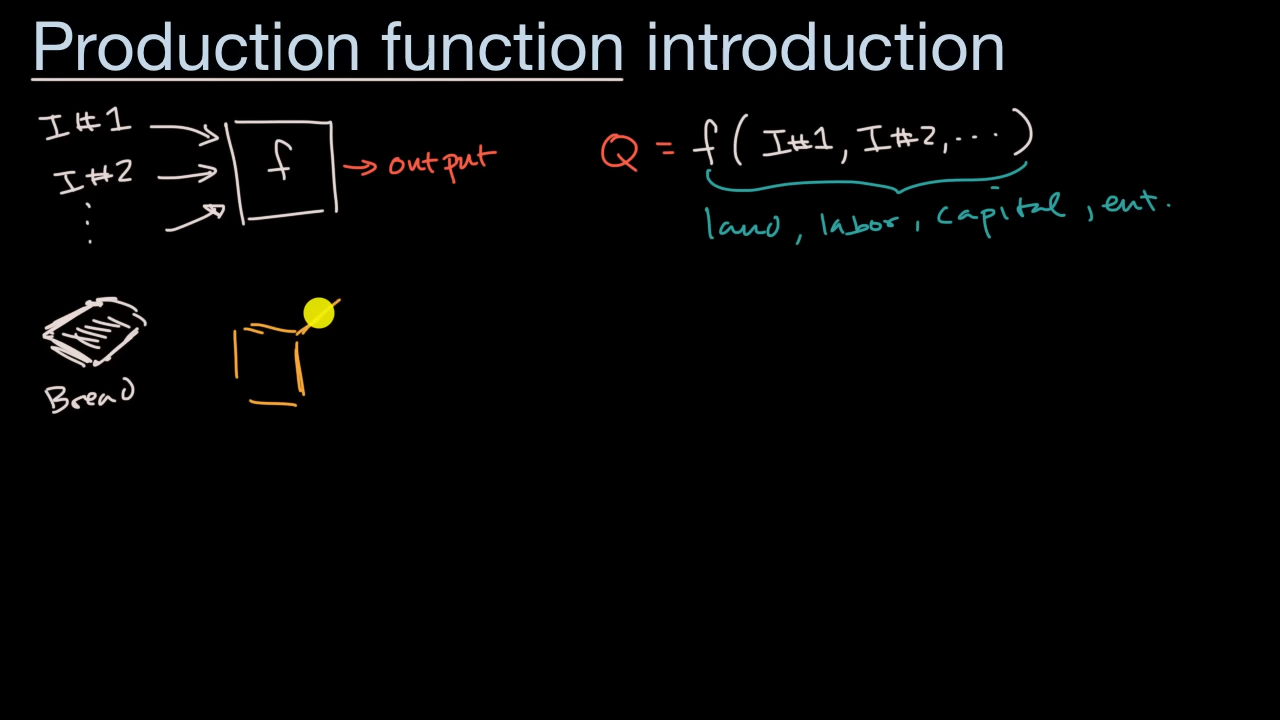 Production function introduction
I#1
I#2
⋮
f
→ output
Q = f(I#1, I#2, ...)
land, labor, capital, ent.
Bread